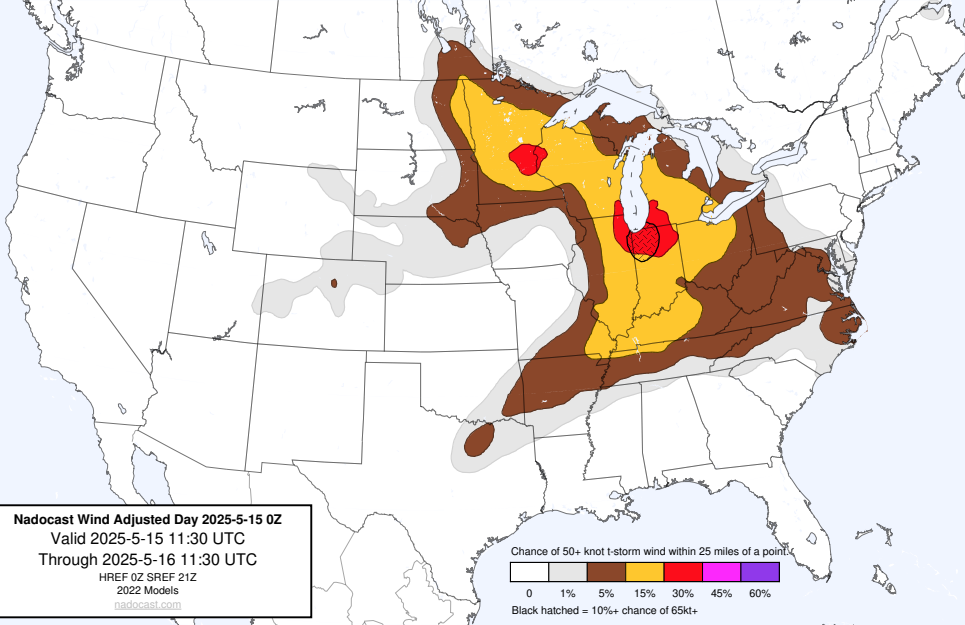 Nadocast Wind Adjusted Day 2025-5-15 0Z
Valid 2025-5-15 11:30 UTC
Through 2025-5-16 11:30 UTC
HREF 0Z SREF 21Z
2022 Models
nadocast.com
Chance of 50+ knot t-storm wind within 25 miles of a point.
0 1% 5% 15% 30% 45% 60%
Black hatched = 10%+ chance of 65kt+